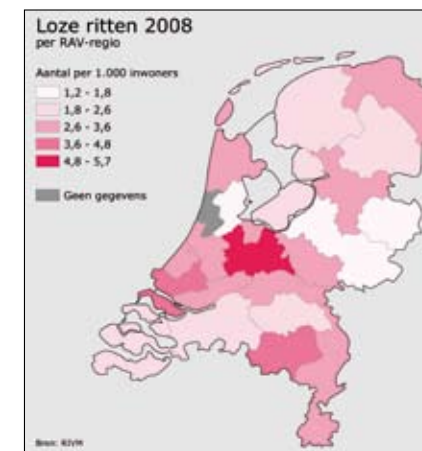 Loze ritten 2008
per RAV-regio
Aantal per 1.000 inwoners
1,2 - 1,8
1,8 - 2,6
2,6 - 3,6
3,6 - 4,8
4,8 - 5,7
Geen gegevens
Bron: RIVM